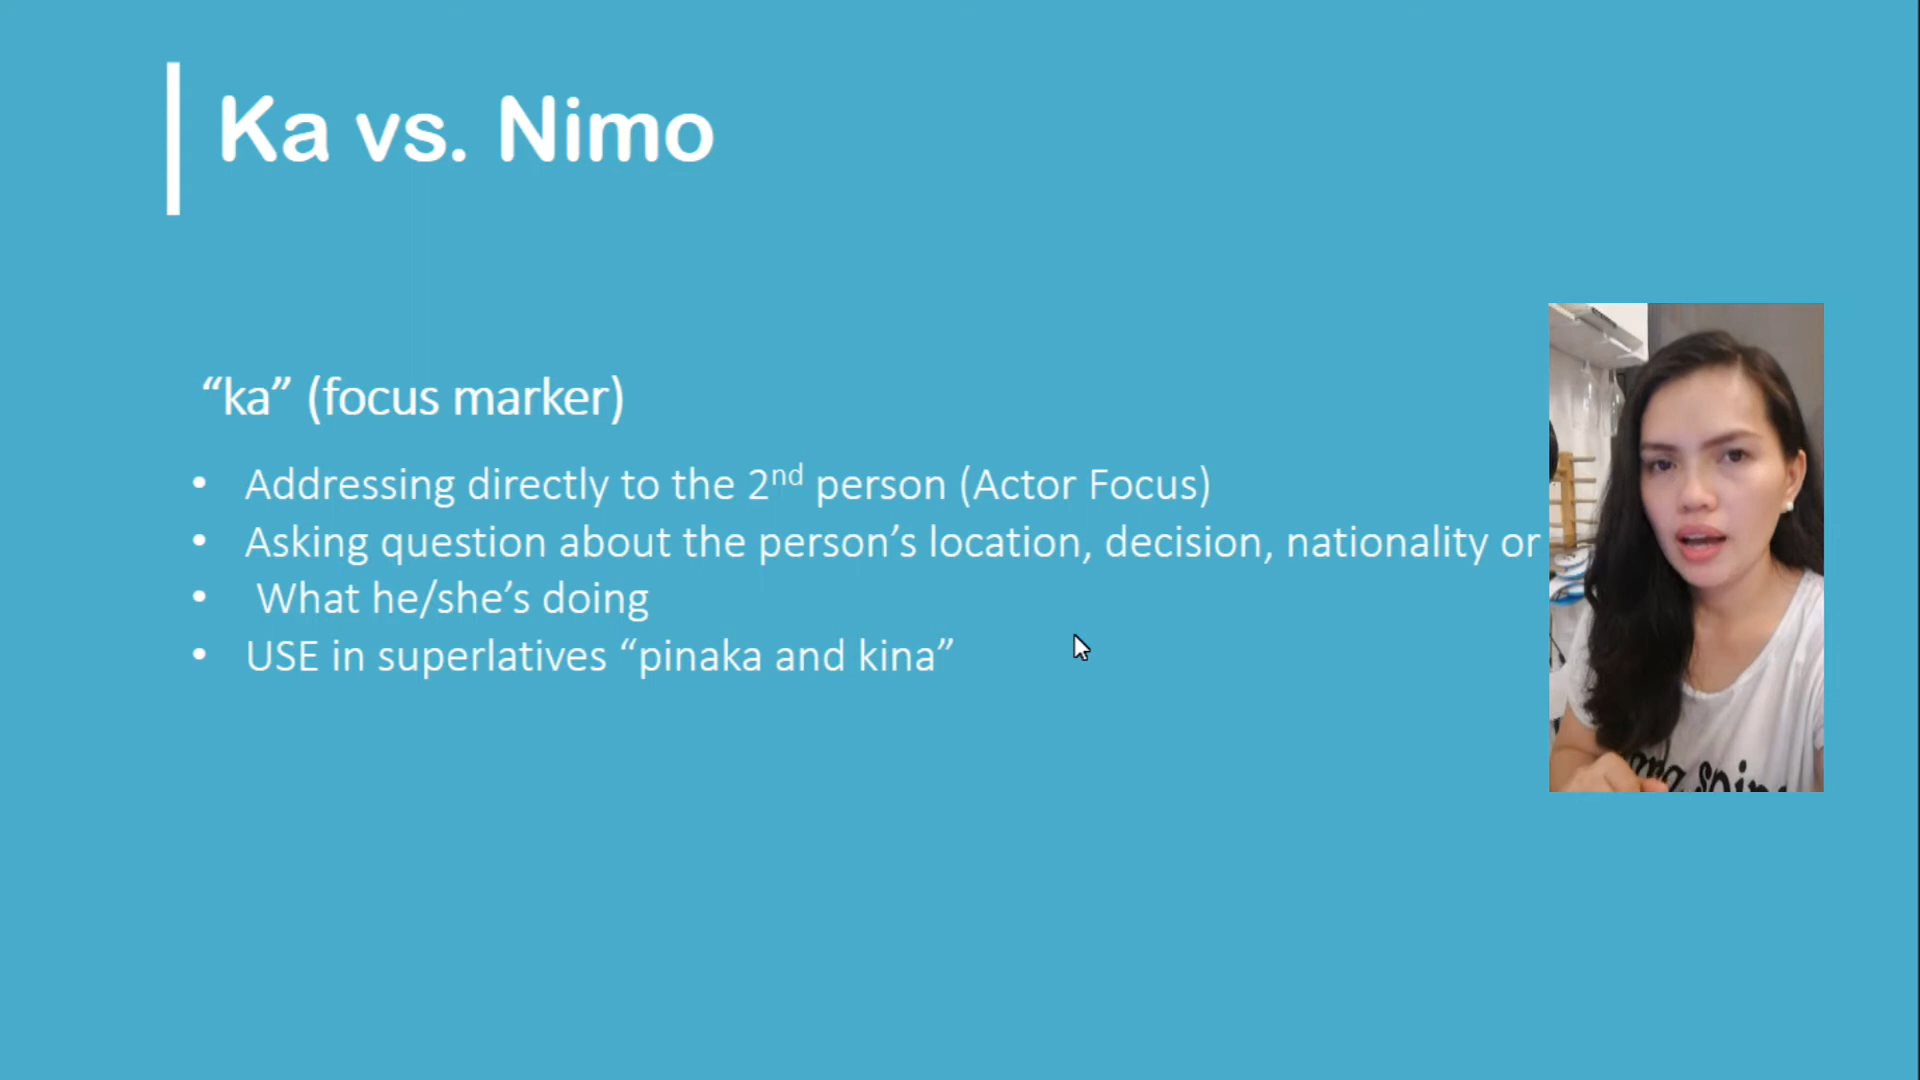 Ka vs. Nimo
“ka” (focus marker)
• Addressing directly to the 2nd person (Actor Focus)
• Asking question about the person’s location, decision, nationality or
• What he/she’s doing
• USE in superlatives “pinaka and kina”